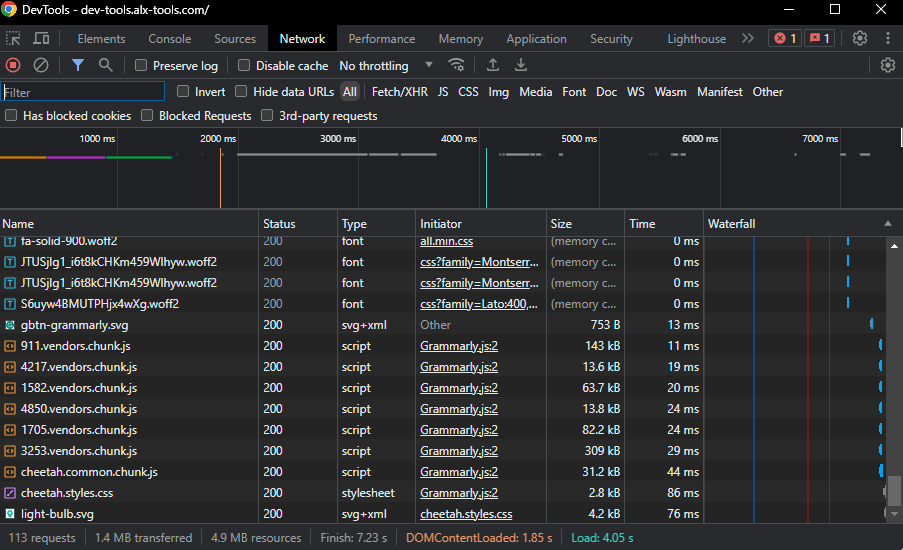 DevTools - dev-tools.alx-tools.com/
Elements Console Sources Network Performance Memory Application Security Lighthouse 1 1
Preserve log Disable cache No throttling
Filter Invert Hide data URLs All Fetch/XHR JS CSS Img Media Font Doc WS Wasm Manifest Other
Has blocked cookies Blocked Requests 3rd-party requests
1000 ms 2000 ms 3000 ms 4000 ms 5000 ms 6000 ms 7000 ms
Name Status Type Initiator Size Time Waterfall
fa-solid-900.woff2 200 font all.min.css (memory c... 0 ms
JTUSjIg1_i6t8kCHKm459Wlhyw.woff2 200 font css?family=Montserr... (memory c... 0 ms
JTUSjIg1_i6t8kCHKm459Wlhyw.woff2 200 font css?family=Montserr... (memory c... 0 ms
S6uyw4BMUTPHjx4wXg.woff2 200 font css?family=Lato:400,... (memory c... 0 ms
gbtn-grammarly.svg 200 svg+xml Other 753 B 13 ms
911.vendors.chunk.js 200 script Grammarly.js:2 143 kB 11 ms
4217.vendors.chunk.js 200 script Grammarly.js:2 13.6 kB 19 ms
1582.vendors.chunk.js 200 script Grammarly.js:2 63.7 kB 20 ms
4850.vendors.chunk.js 200 script Grammarly.js:2 13.8 kB 24 ms
1705.vendors.chunk.js 200 script Grammarly.js:2 82.2 kB 24 ms
3253.vendors.chunk.js 200 script Grammarly.js:2 309 kB 29 ms
cheetah.common.chunk.js 200 script Grammarly.js:2 31.2 kB 44 ms
cheetah.styles.css 200 stylesheet Grammarly.js:2 2.8 kB 86 ms
light-bulb.svg 200 svg+xml cheetah.styles.css 4.2 kB 76 ms
113 requests 1.4 MB transferred 4.9 MB resources Finish: 7.23 s DOMContentLoaded: 1.85 s Load: 4.05 s